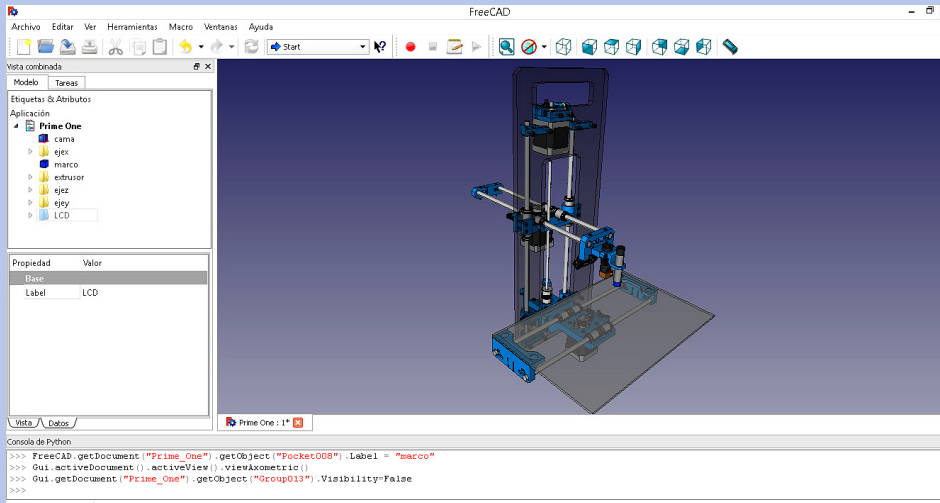 FreeCAD
Archivo Editar Ver Herramientas Macro Ventanas Ayuda
Start
Vista combinada
Modelo Tareas
Etiquetas & Atributos
Aplicación
Prime One
cama
ejex
marco
extrusor
ejez
ejey
LCD
Propiedad Valor
Base
Label LCD
Vista Datos
Prime One : 1*
Consola de Python
>>> FreeCAD.getDocument("Prime_One").getObject("Pocket008").Label = "marco"
>>> Gui.activeDocument().activeView().viewAxometric()
>>> Gui.getDocument("Prime_One").getObject("Group013").Visibility=False
>>>